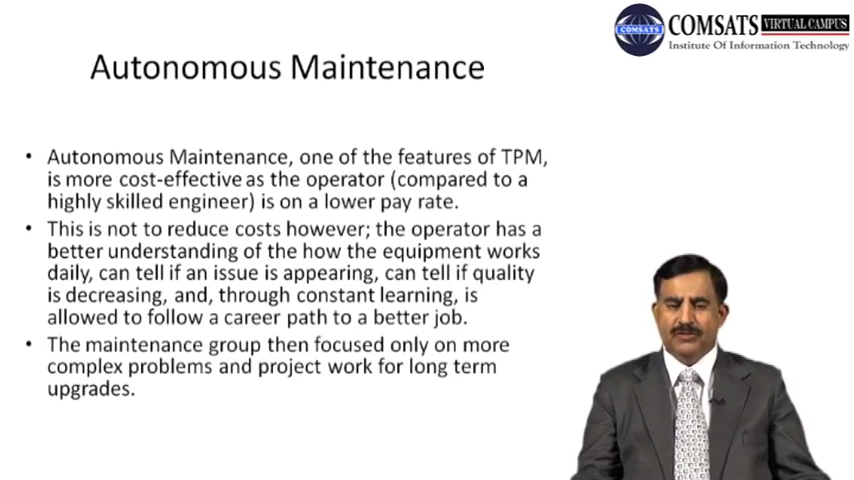 COMSATS
COMSATS VIRTUAL CAMPUS
Institute Of Information Technology
Autonomous Maintenance
• Autonomous Maintenance, one of the features of TPM,
is more cost-effective as the operator (compared to a
highly skilled engineer) is on a lower pay rate.
• This is not to reduce costs however; the operator has a
better understanding of the how the equipment works
daily, can tell if an issue is appearing, can tell if quality
is decreasing, and, through constant learning, is
allowed to follow a career path to a better job.
• The maintenance group then focused only on more
complex problems and project work for long term
upgrades.